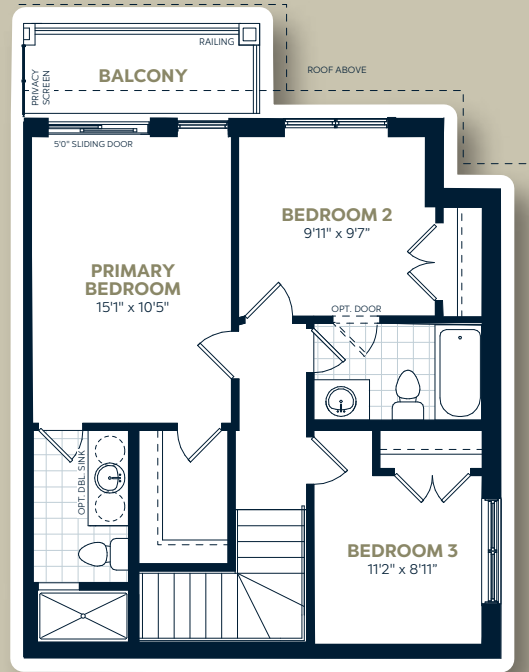 RAILING
BALCONY
PRIVACY
SCREEN
ROOF ABOVE
5'0" SLIDING DOOR
BEDROOM 2
9'11" x 9'7”
PRIMARY
BEDROOM
15'1" x 10'5"
OPT. DOOR
OPT. DBL. SINK
BEDROOM 3
11'2" x 8'11”